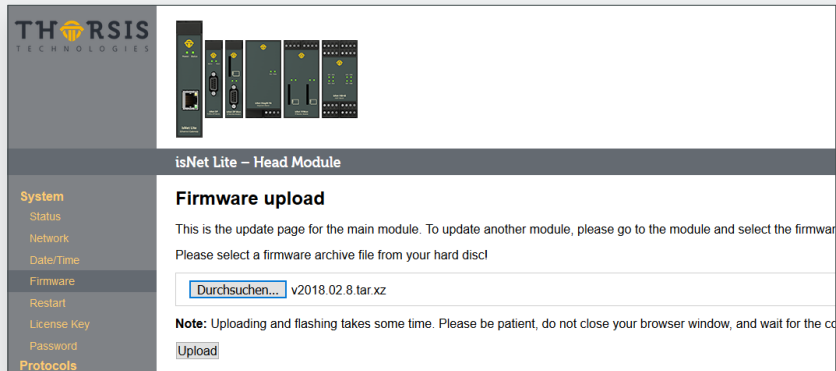 THORSIS
TECHNOLOGIES
isNet Lite – Head Module
System
Status
Network
Date/Time
Firmware
Restart
License Key
Password
Protocols
Firmware upload
This is the update page for the main module. To update another module, please go to the module and select the firmwar
Please select a firmware archive file from your hard disc!
Durchsuchen... v2018.02.8.tar.xz
Note: Uploading and flashing takes some time. Please be patient, do not close your browser window, and wait for the co
Upload